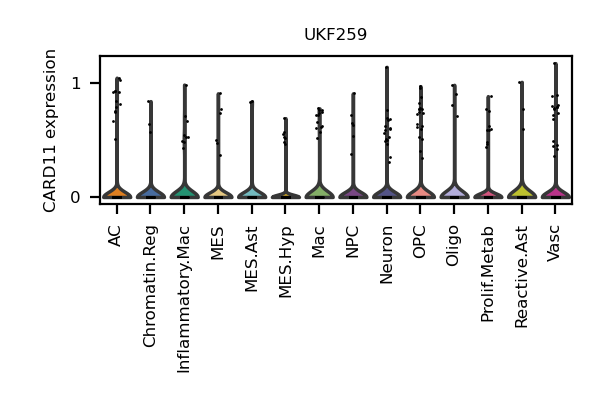 UKF259
CARD11 expression
1
0
AC
Chromatin.Reg
Inflammatory.Mac
MES
MES.Ast
MES.Hyp
Mac
NPC
Neuron
OPC
Oligo
Prolif.Metab
Reactive.Ast
Vasc